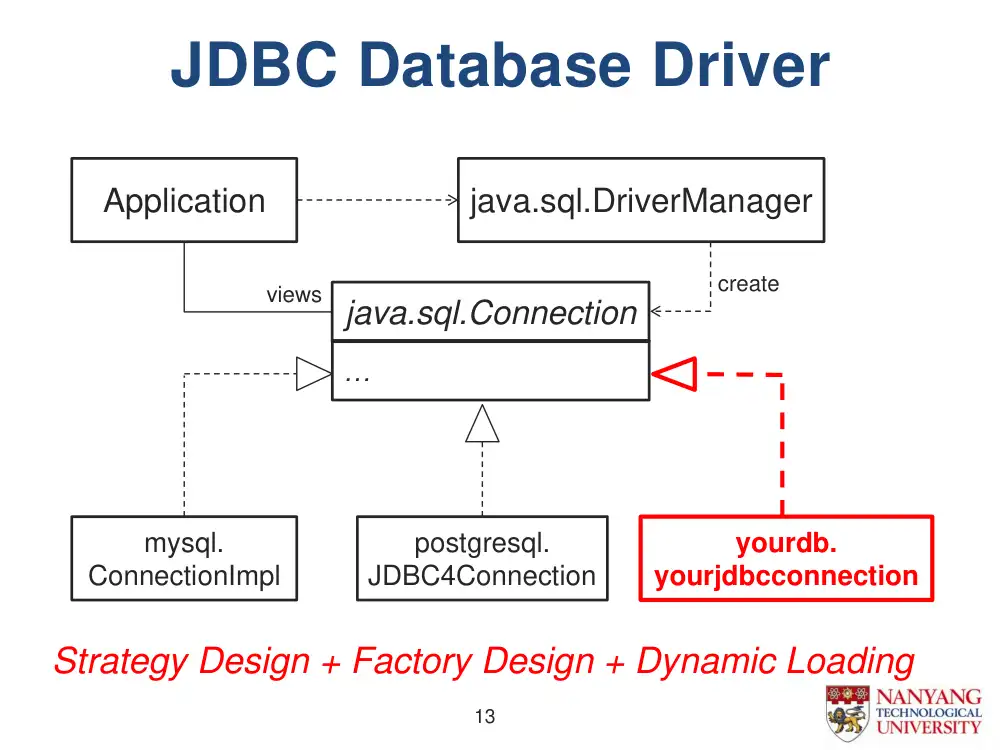 JDBC Database Driver
Application
java.sql.DriverManager
views
create
java.sql.Connection
...
mysql.
ConnectionImpl
postgresql.
JDBC4Connection
yourdb.
yourjdbcconnection
Strategy Design + Factory Design + Dynamic Loading
13
NANYANG
TECHNOLOGICAL
UNIVERSITY